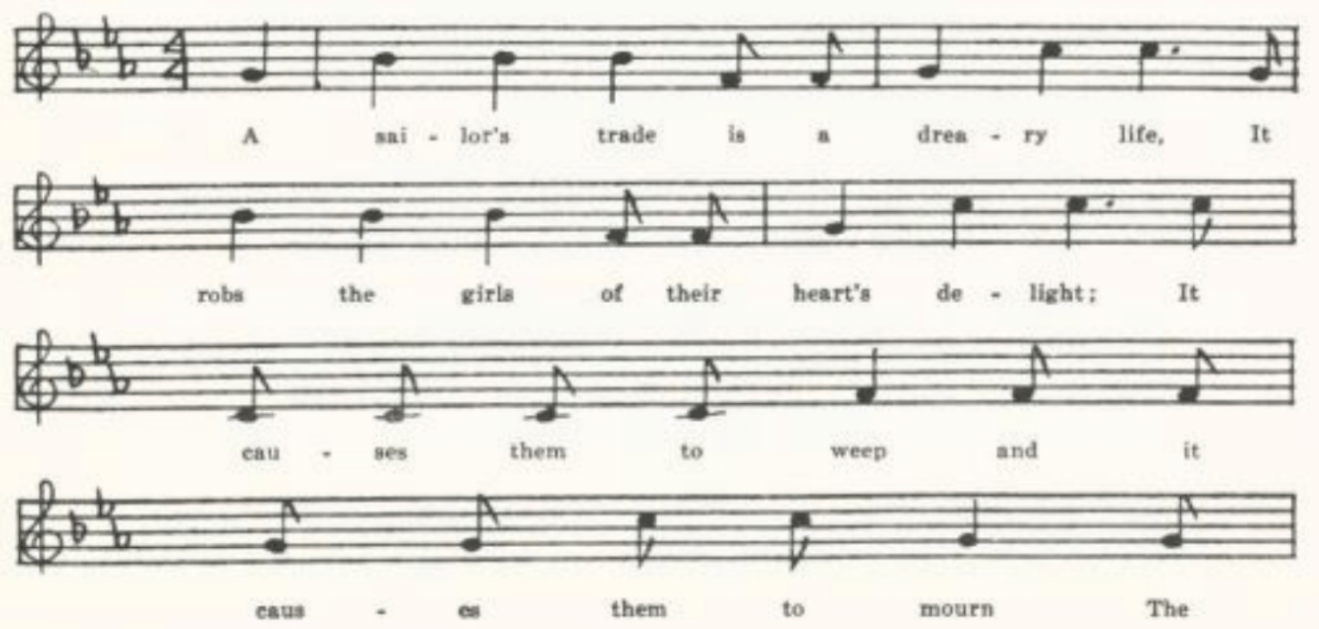 A sai - lor's trade is a drea - ry life, It
robs the girls of their heart's de - light; It
cau - ses them to weep and it
caus - es them to mourn The